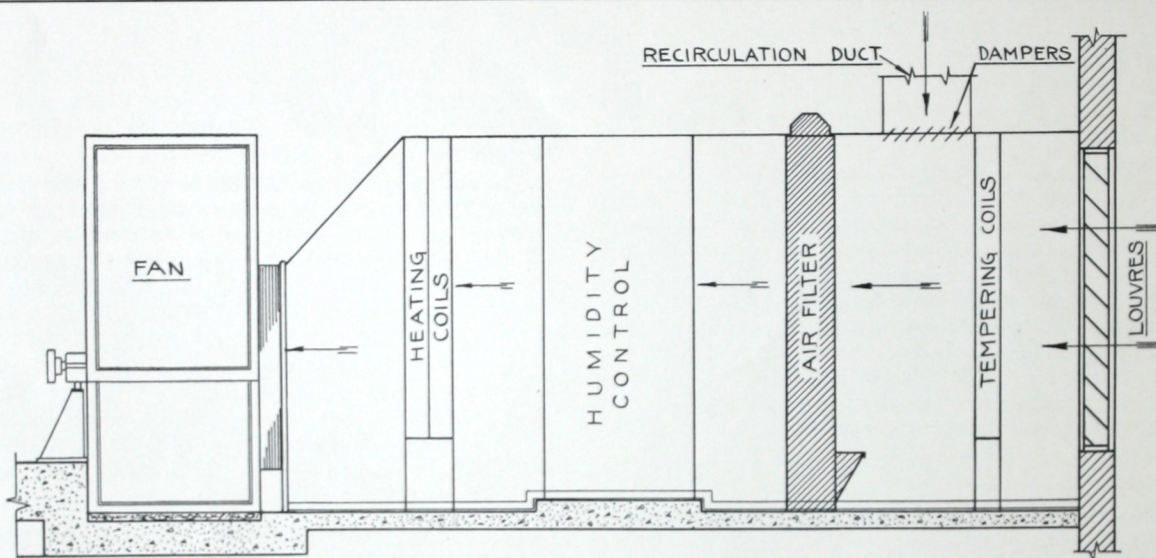 RECIRCULATION DUCT
DAMPERS
FAN
HEATING
COILS
HUMIDITY
CONTROL
AIR FILTER
TEMPERING COILS
LOUVRES